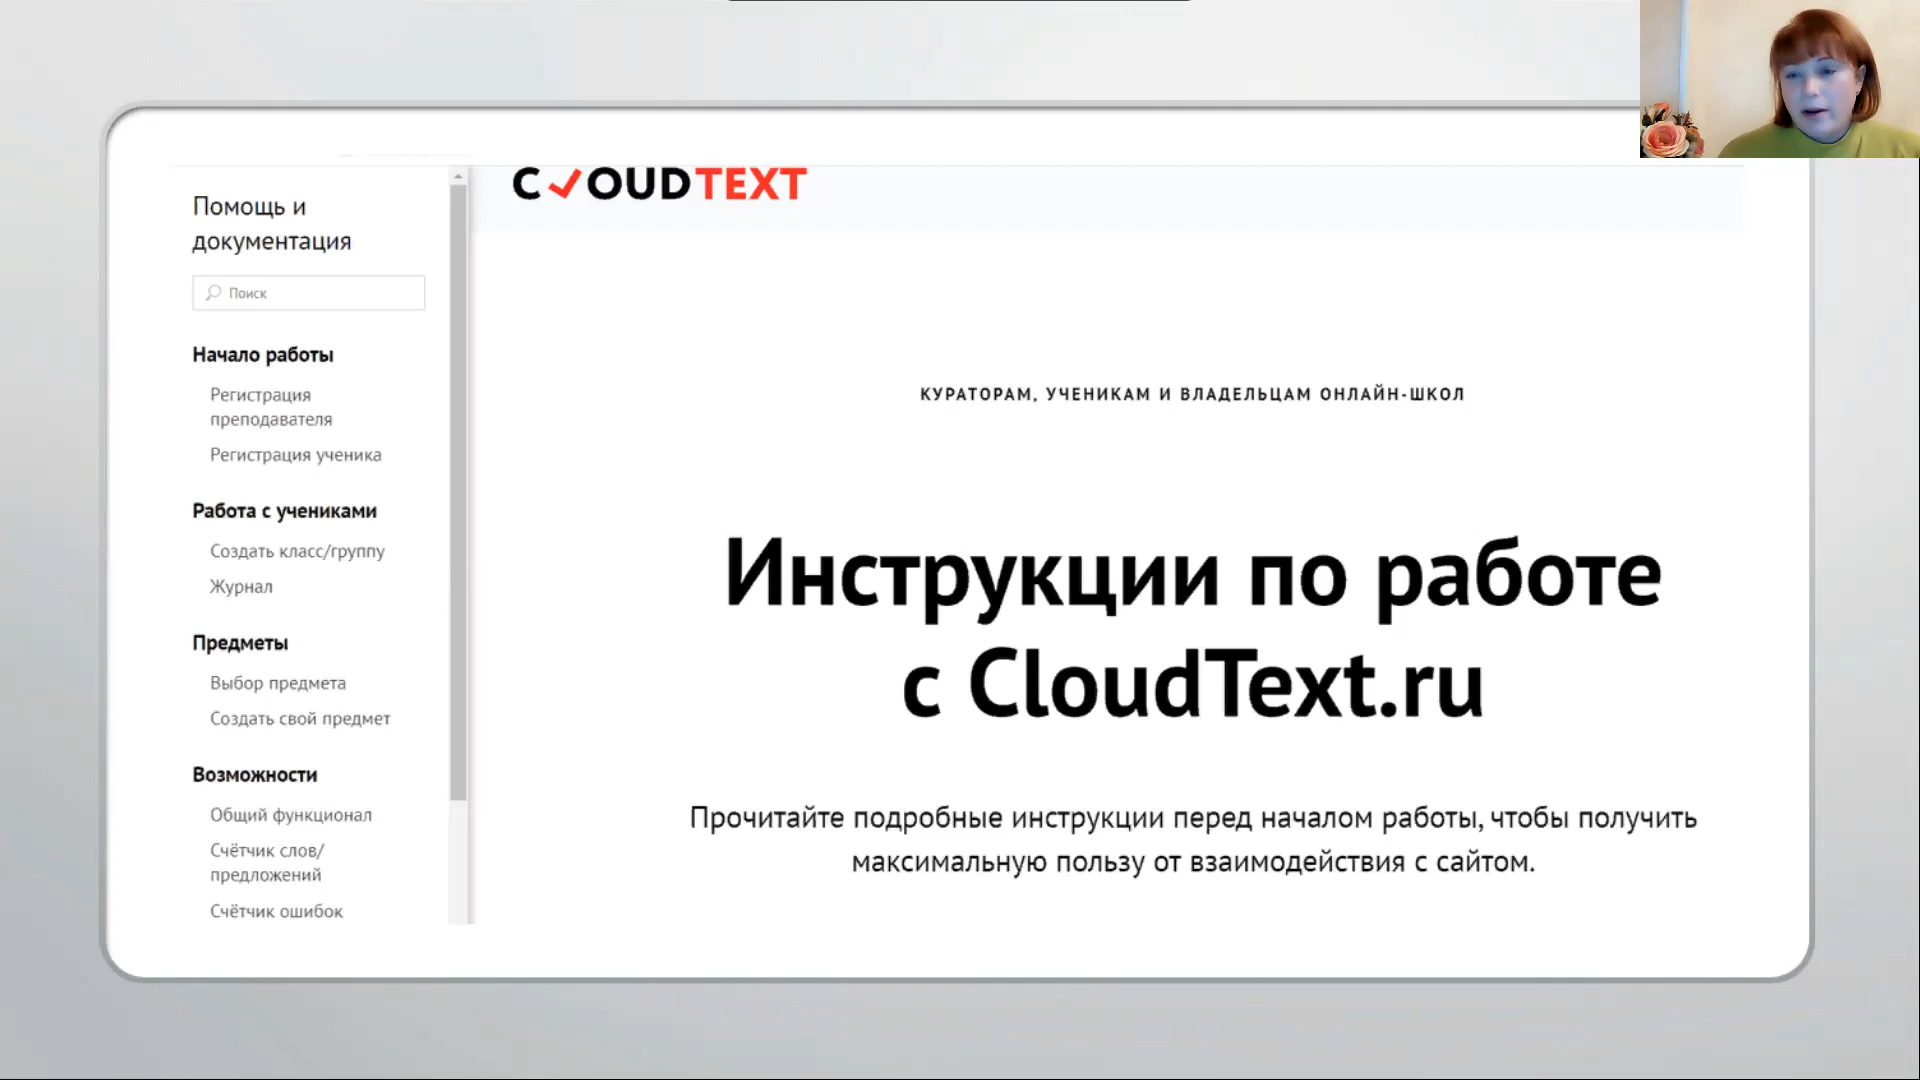 Помощь и
документация
Поиск
Начало работы
Регистрация
преподавателя
Регистрация ученика
Работа с учениками
Создать класс/группу
Журнал
Предметы
Выбор предмета
Создать свой предмет
Возможности
Общий функционал
Счётчик слов/
предложений
Счётчик ошибок
CLOUDTEXT
КУРАТОРАМ, УЧЕНИКАМ И ВЛАДЕЛЬЦАМ ОНЛАЙН-ШКОЛ
Инструкции по работе
с CloudText.ru
Прочитайте подробные инструкции перед началом работы, чтобы получить
максимальную пользу от взаимодействия с сайтом.